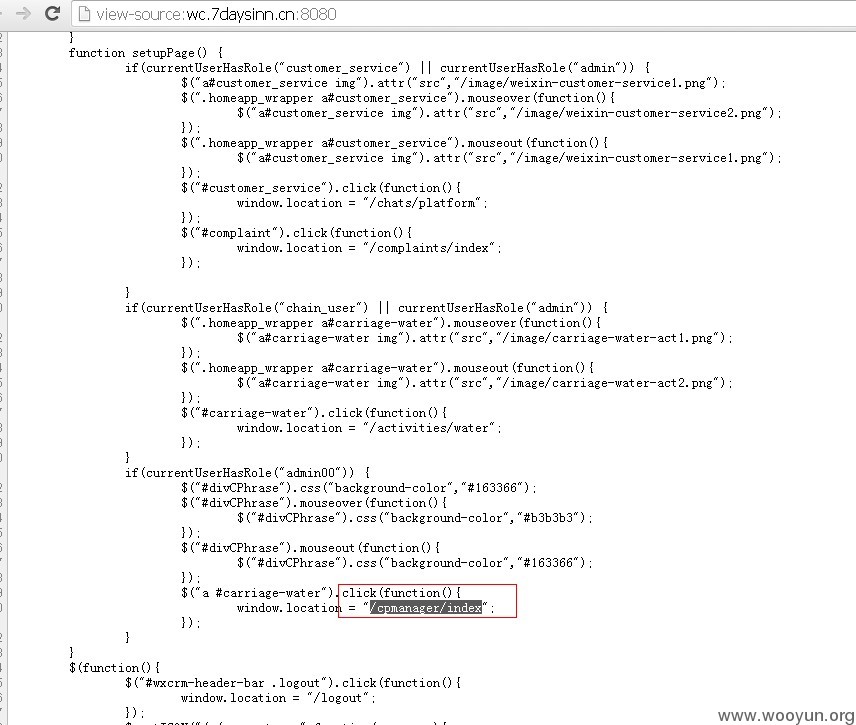 view-source:wc.7daysinn.cn:8080
}
function setupPage() {
if(currentUserHasRole("customer_service") || currentUserHasRole("admin")) {
$("a#customer_service img").attr("src","/image/weixin-customer-service1.png");
$(".homeapp_wrapper a#customer_service").mouseover(function(){
$("a#customer_service img").attr("src","/image/weixin-customer-service2.png");
});
$(".homeapp_wrapper a#customer_service").mouseout(function(){
$("a#customer_service img").attr("src","/image/weixin-customer-service1.png");
});
$("#customer_service").click(function(){
window.location = "/chats/platform";
});
$("#complaint").click(function(){
window.location = "/complaints/index";
});
}
if(currentUserHasRole("chain_user") || currentUserHasRole("admin")) {
$(".homeapp_wrapper a#carriage-water").mouseover(function(){
$("a#carriage-water img").attr("src","/image/carriage-water-act1.png");
});
$(".homeapp_wrapper a#carriage-water").mouseout(function(){
$("a#carriage-water img").attr("src","/image/carriage-water-act2.png");
});
$("#carriage-water").click(function(){
window.location = "/activities/water";
});
}
if(currentUserHasRole("admin00")) {
$("#divCPhrase").css("background-color","#163366");
$("#divCPhrase").mouseover(function(){
$("#divCPhrase").css("background-color","#b3b3b3");
});
$("#divCPhrase").mouseout(function(){
$("#divCPhrase").css("background-color","#163366");
});
$("a #carriage-water").click(function(){
window.location = "/cpmanager/index";
});
}
}
$(function(){
$("#wxcrm-header-bar .logout").click(function(){
window.location = "/logout";
});
www.wooyun.org